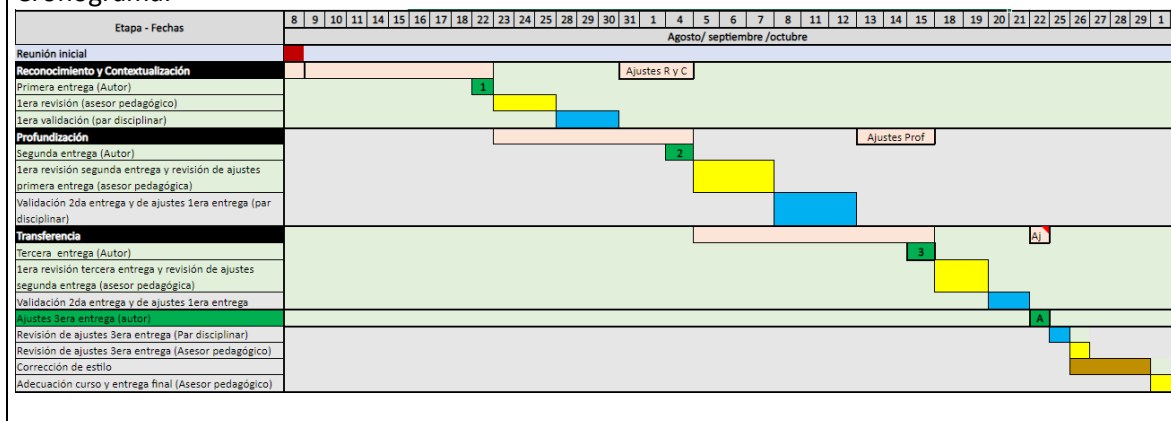 Cronograma.
Etapa - Fechas
8 9 10 11 14 15 16 17 18 22 23 24 25 28 29 30 31 1 4 5 6 7 8 11 12 13 14 15 18 19 20 21 22 25 26 27 28 29 1
Agosto/ septiembre /octubre
Reunión inicial
Reconocimiento y Contextualización Ajustes R y C
Primera entrega (Autor) 1
1era revisión (asesor pedagógico)
1era validación (par disciplinar)
Profundización Ajustes Prof
Segunda entrega (Autor) 2
1era revisión segunda entrega y revisión de ajustes
primera entrega (asesor pedagógica)
Validación 2da entrega y de ajustes 1era entrega (par
disciplinar)
Transferencia Aj
Tercera entrega (Autor) 3
1era revisión tercera entrega y revisión de ajustes
segunda entrega (asesor pedagógica)
Validación 2da entrega y de ajustes 1era entrega
Ajustes 3era entrega (autor) A
Revisión de ajustes 3era entrega (Par disciplinar)
Revisión de ajustes 3era entrega (Asesor pedagógico)
Corrección de estilo
Adecuación curso y entrega final (Asesor pedagógico)